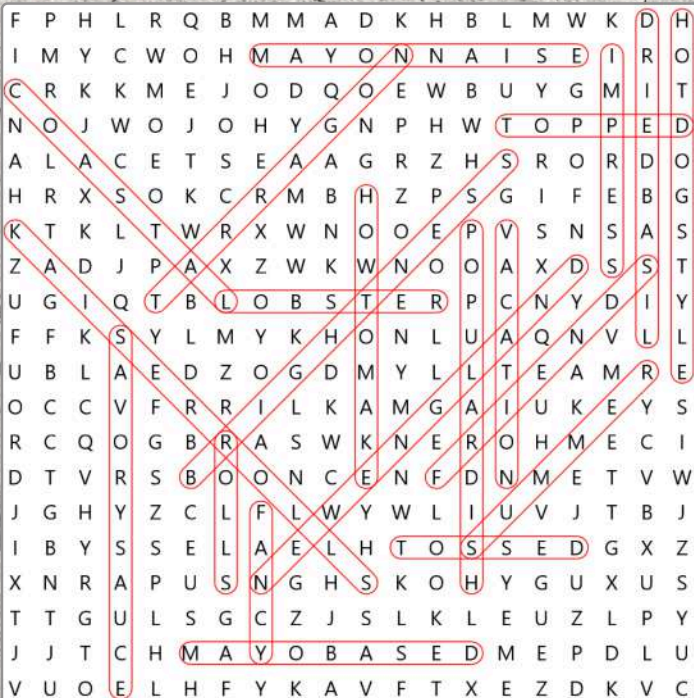 F P H L R Q B M M A D K H B L M W K D H
I M Y C W O H M A Y O N N A I S E I R O
C R K K M E J O D Q O E W B U Y G M I T
N O J W O J O H Y G N P H W T O P P E D
A L A C E T S E A A G R Z H S R O R D O
H R X S O K C R M B H Z P S G I F E B G
K T K L T W R X W N O O E P V S N S A S
Z A D J P A X Z W K W N O O A X D S S T
U G I Q T B L O B S T E R P C N Y D I Y
F F K S Y L M Y K H O N L U A Q N V L L
U B L A E D Z O G D M Y L L T E A M R E
O C C V F R R I L K A M G A I U K E Y S
R C Q O G B R A S W K N E R O H M E C I
D T V R S B O O N C E N F D N M E T V W
J G H Y Z C L F L W Y W L I U V J T B J
I B Y S S E L A E L H T O S S E D G X Z
X N R A P U S N G H S K O H Y G U X U S
T T G U L S G C Z J S L K L E U Z L P Y
J J T C H M A Y O B A S E D M E P D L U
V U O E L H F Y K A V F T X E Z D K V C